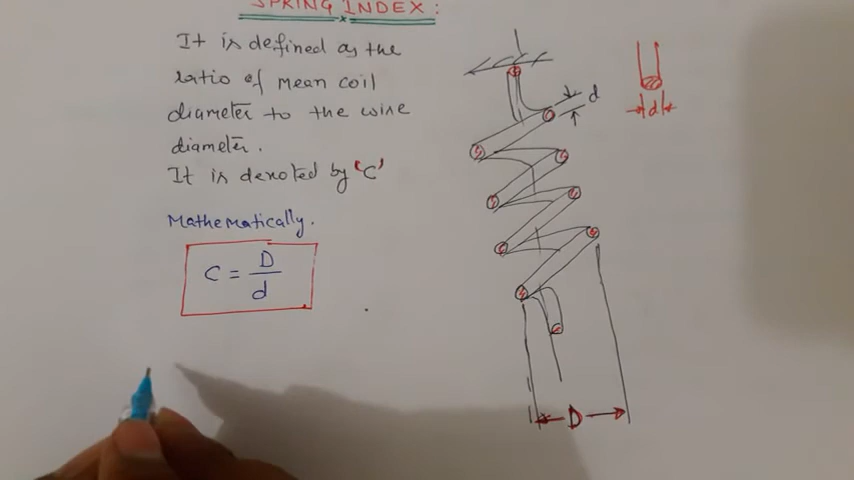 SPRING INDEX:
It is defined as the
ratio of mean coil
diameter to the wire
diameter.
It is denoted by 'C'
Mathematically.
C = D/d
d
d
D